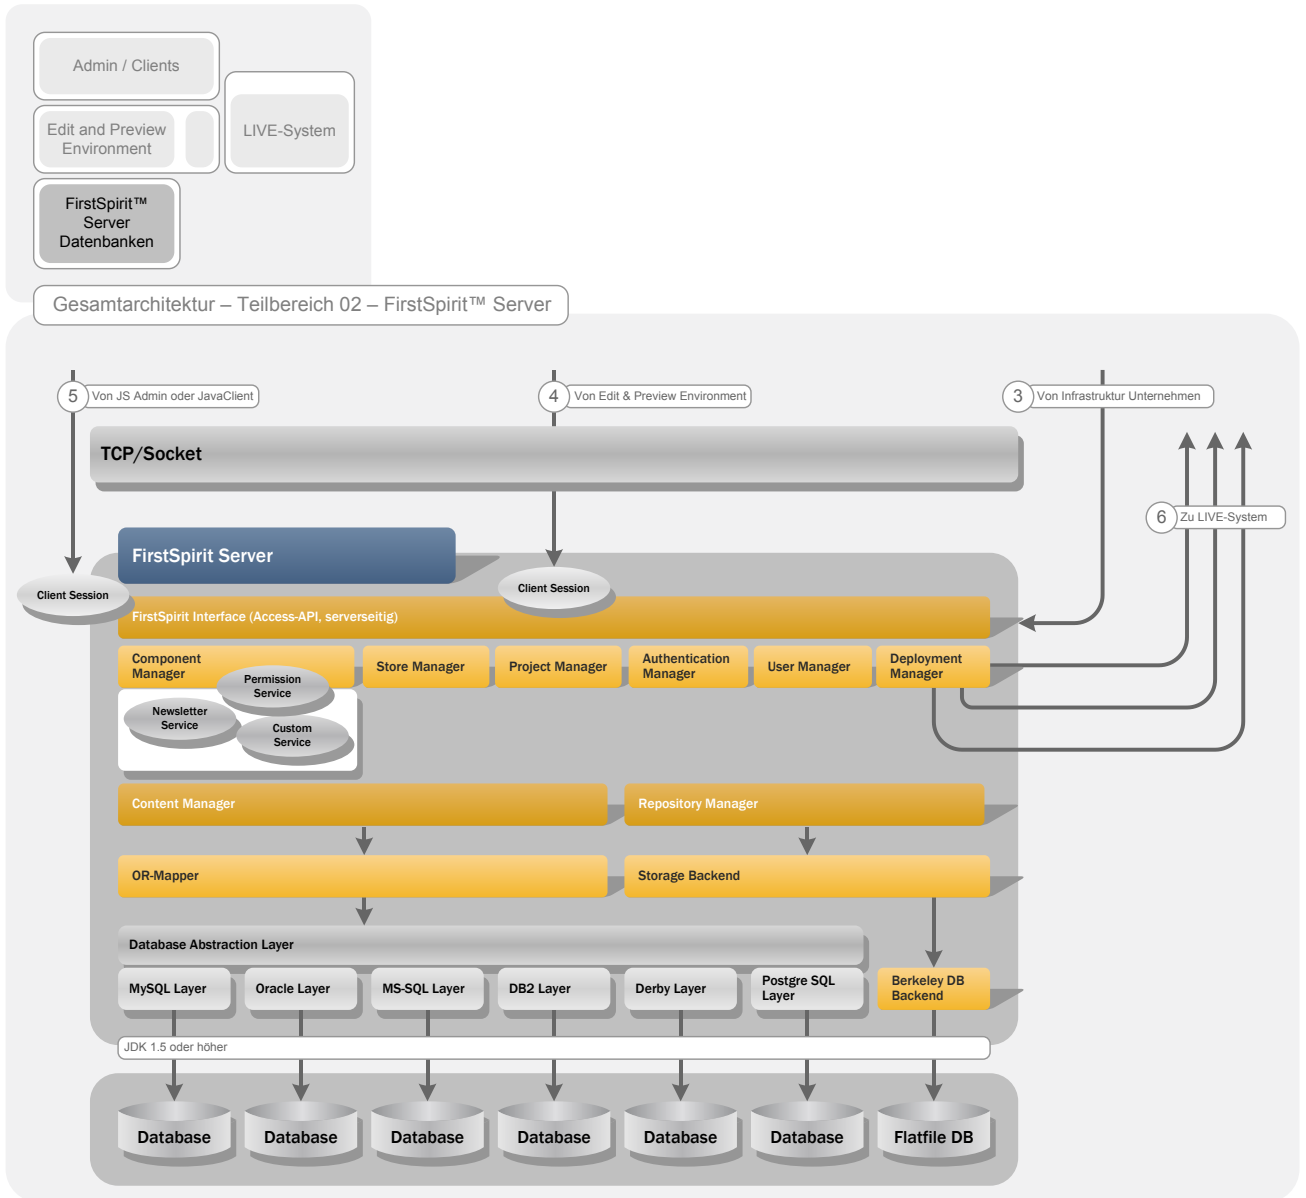 Admin / Clients
Edit and Preview
Environment
LIVE-System
FirstSpirit™
Server
Datenbanken
Gesamtarchitektur – Teilbereich 02 – FirstSpirit™ Server
5 Von JS Admin oder JavaClient
4 Von Edit & Preview Environment
3 Von Infrastruktur Unternehmen
TCP/Socket
6 Zu LIVE-System
FirstSpirit Server
Client Session
Client Session
FirstSpirit Interface (Access-API, serverseitig)
Component
Manager
Store Manager
Project Manager
Authentication
Manager
User Manager
Deployment
Manager
Permission
Service
Newsletter
Service
Custom
Service
Content Manager
Repository Manager
OR-Mapper
Storage Backend
Database Abstraction Layer
MySQL Layer
Oracle Layer
MS-SQL Layer
DB2 Layer
Derby Layer
Postgre SQL
Layer
Berkeley DB
Backend
JDK 1.5 oder höher
Database
Database
Database
Database
Database
Database
Flatfile DB